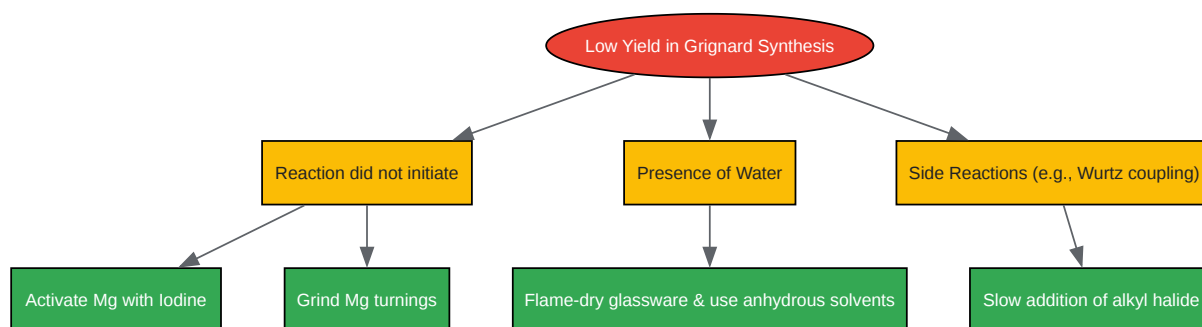 Low Yield in Grignard Synthesis
Reaction did not initiate
Presence of Water
Side Reactions (e.g., Wurtz coupling)
Activate Mg with Iodine
Grind Mg turnings
Flame-dry glassware & use anhydrous solvents
Slow addition of alkyl halide